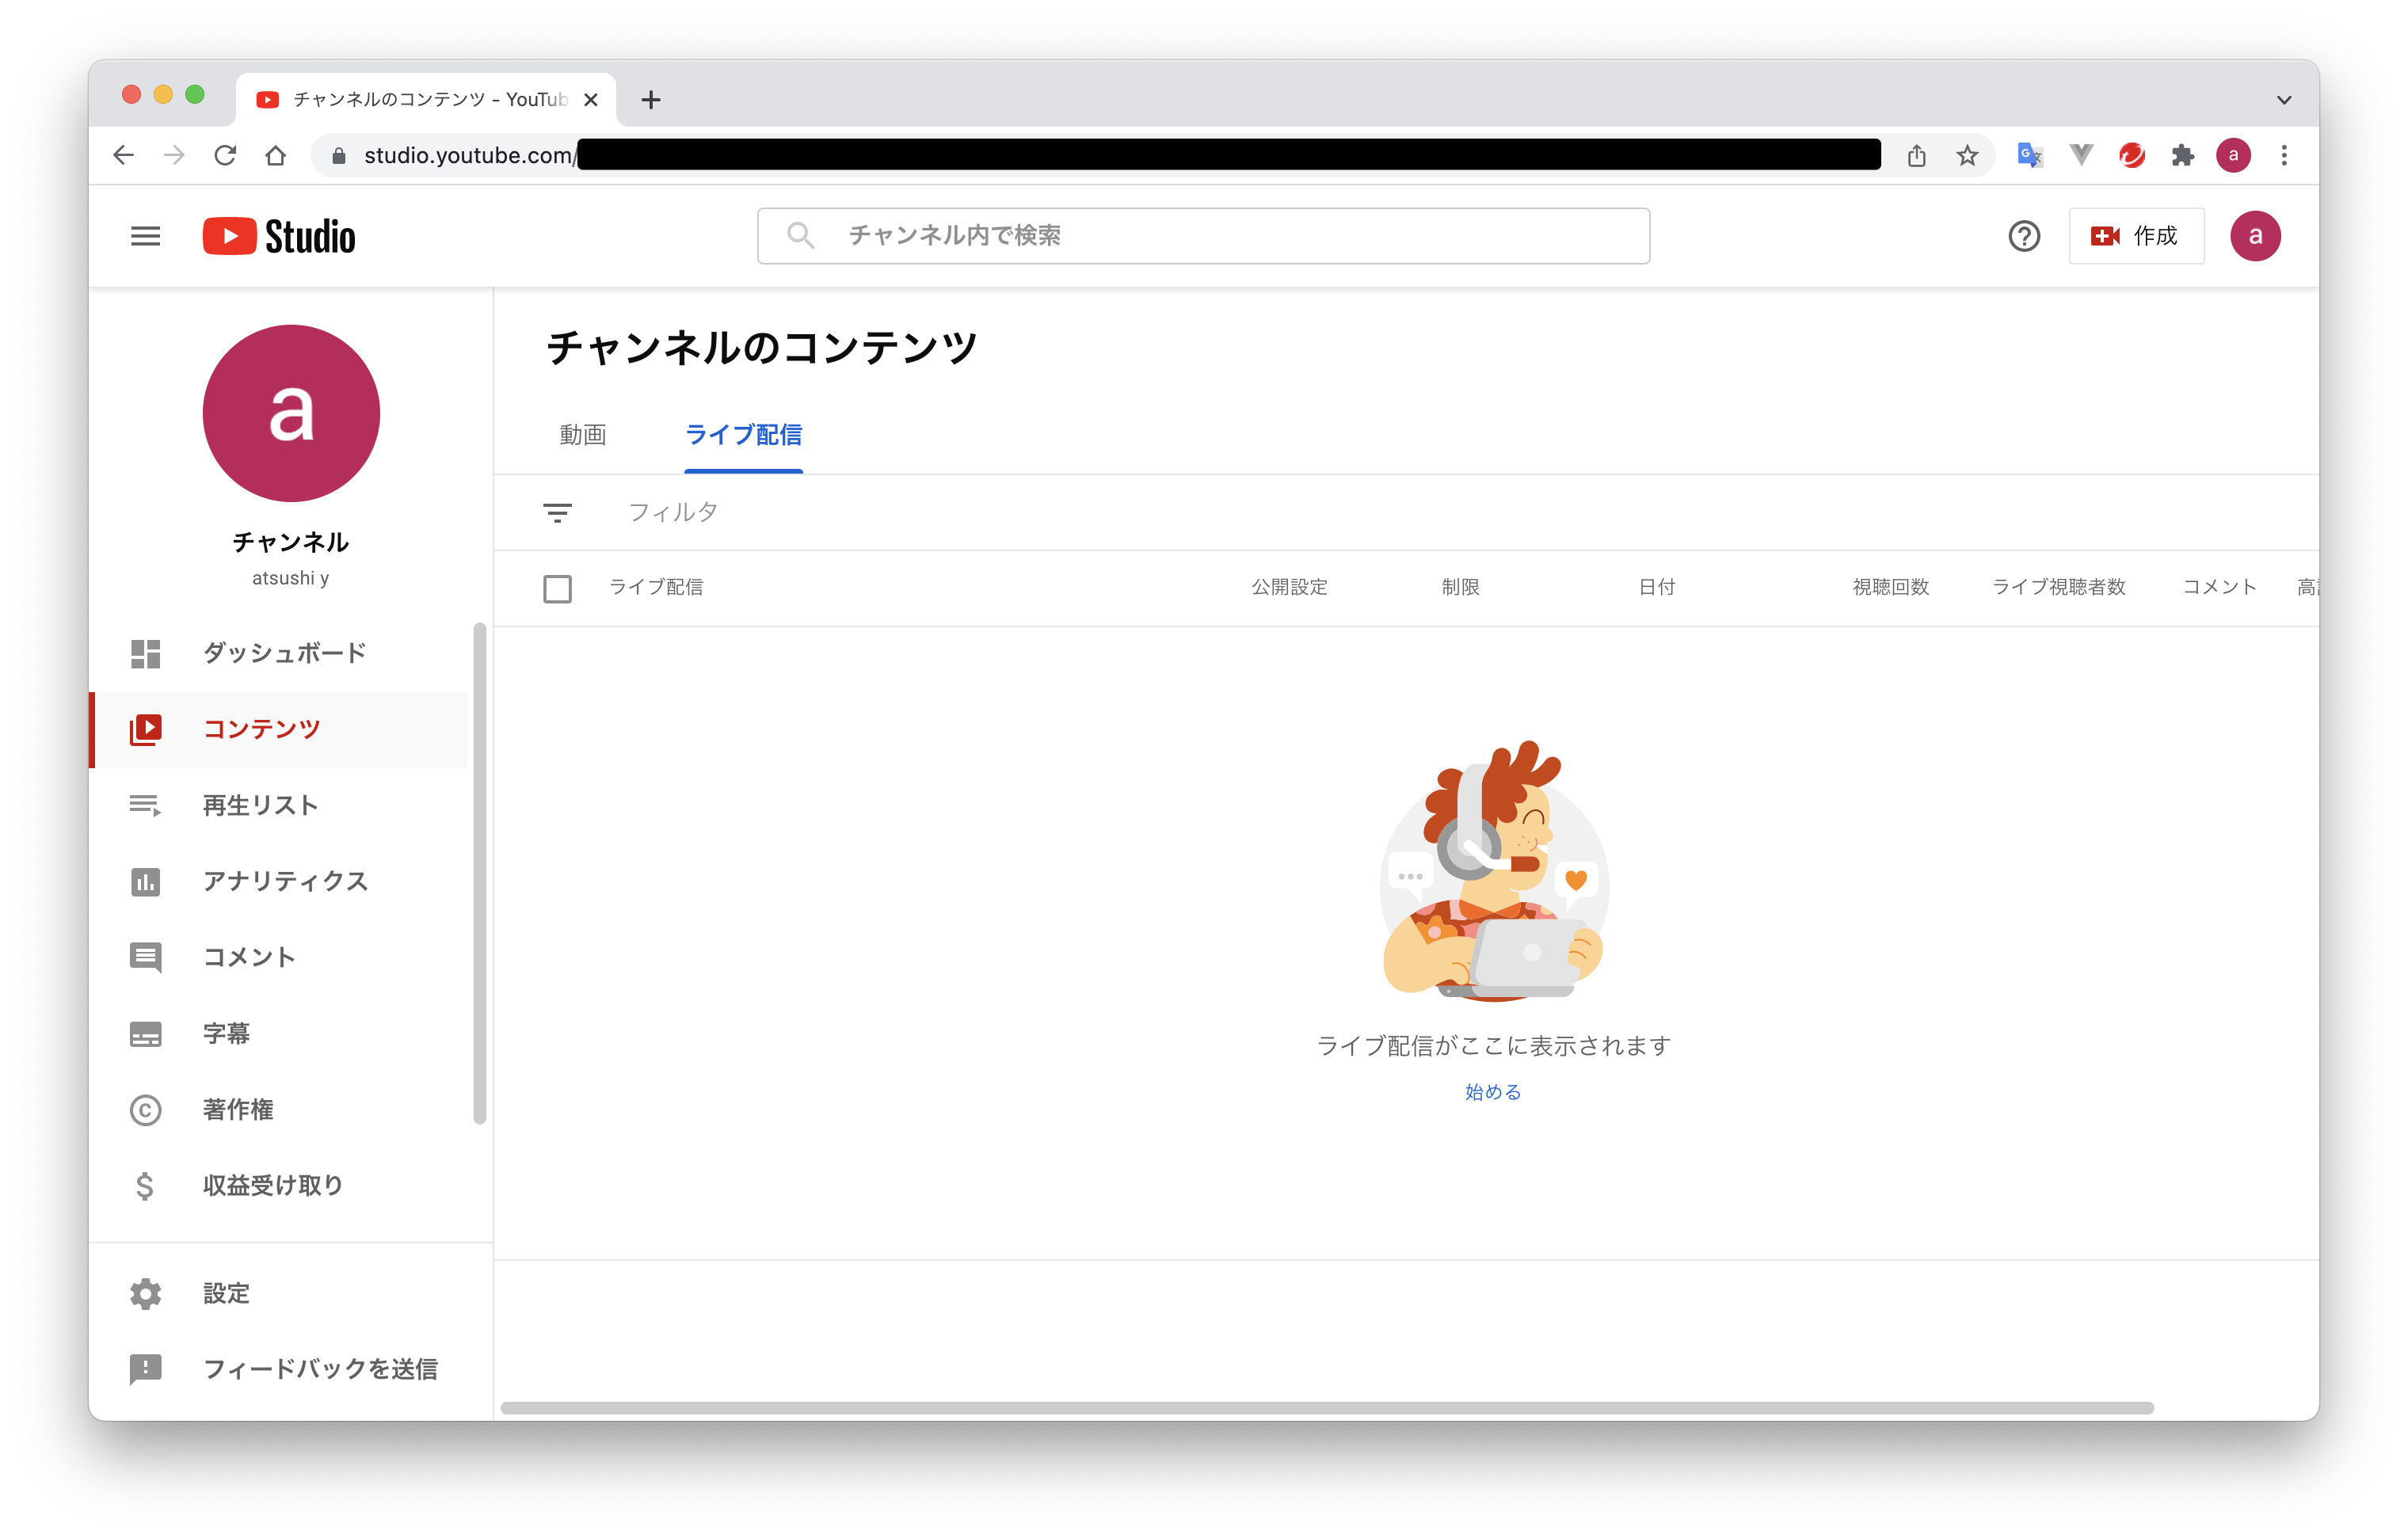 チャンネルのコンテンツ - YouTub
studio.youtube.com/
a
Studio
チャンネル内で検索
作成
a
a
チャンネル
atsushi y
ダッシュボード
コンテンツ
再生リスト
アナリティクス
コメント
字幕
著作権
収益受け取り
設定
フィードバックを送信
チャンネルのコンテンツ
動画 ライブ配信
フィルタ
ライブ配信 公開設定 制限 日付 視聴回数 ライブ視聴者数 コメント 高
ライブ配信がここに表示されます
始める